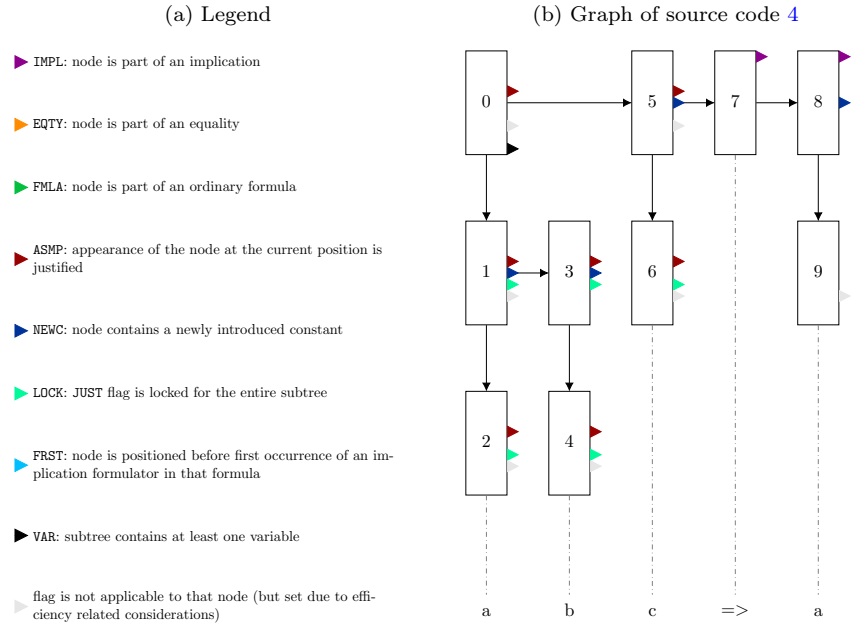 (a) Legend
IMPL: node is part of an implication
EQTY: node is part of an equality
FMLA: node is part of an ordinary formula
ASMP: appearance of the node at the current position is
justified
NEWC: node contains a newly introduced constant
LOCK: JUST flag is locked for the entire subtree
FRST: node is positioned before first occurrence of an im-
plication formulator in that formula
VAR: subtree contains at least one variable
flag is not applicable to that node (but set due to effi-
ciency related considerations)
(b) Graph of source code 4
0 5 7 8
1 3 6 9
2 4
a b c => a